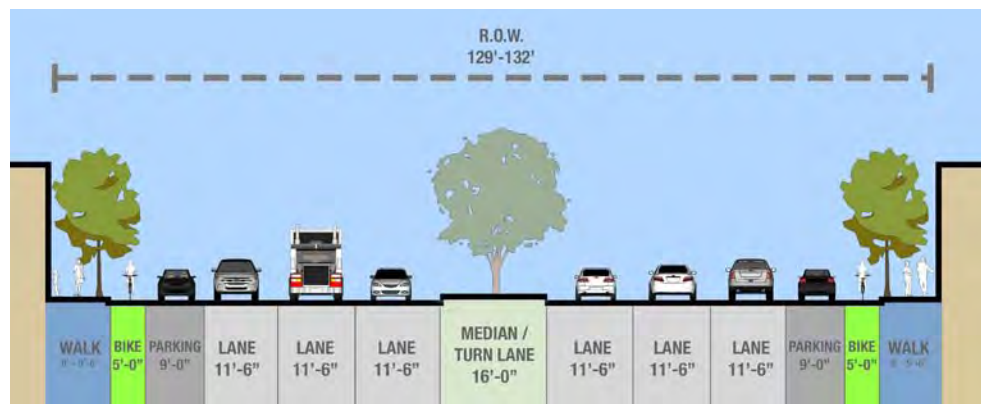 R.O.W.
129'-132'
WALK
BIKE
5'-0"
PARKING
9'-0"
LANE
11'-6"
LANE
11'-6"
LANE
11'-6"
MEDIAN /
TURN LANE
16'-0"
LANE
11'-6"
LANE
11'-6"
LANE
11'-6"
PARKING
9'-0"
BIKE
5'-0"
WALK